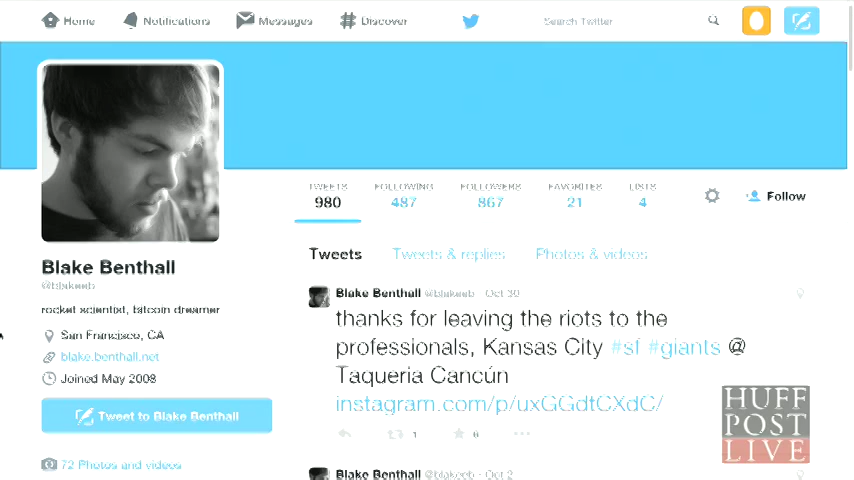 Home Notifications Messages Discover Search Twitter
TWEETS FOLLOWING FOLLOWERS FAVORITES LISTS
980 487 867 21 4 Follow
Tweets Tweets & replies Photos & videos
Blake Benthall
@blakeeb
rocket scientist, bitcoin dreamer
San Francisco, CA
blake.benthall.net
Joined May 2008
Tweet to Blake Benthall
72 Photos and videos
Blake Benthall @blakeeb · Oct 30
thanks for leaving the riots to the
professionals, Kansas City #sf #giants @
Taqueria Cancún
instagram.com/p/uxGGdtCXdC/
1 6
Blake Benthall @blakeeb · Oct 2
HUFF
POST
LIVE